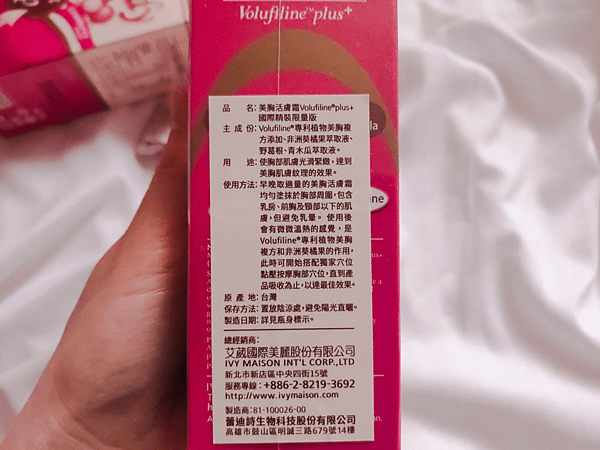 Volufiline™plus+
品　　名：美胸活膚霜Volufiline®plus+
國際精裝限量版
主 成 份：Volufiline®專利植物美胸複
方添加、非洲葵橘果萃取液、
野葛根、青木瓜萃取液。
用　　途：使胸部肌膚光滑緊緻，達到
美胸肌膚紋理的效果。
使用方法：早晚取適量的美胸活膚霜
均勻塗抹於胸部周圍，包含
乳房、前胸及頸部以下的肌
膚，但避免乳暈。 使用後
會有微微溫熱的感覺，是
Volufiline®專利植物美胸
複方和非洲葵橘果的作用，
此時可開始搭配獨家穴位
點壓按摩胸部穴位，直到產
品吸收為止，以達最佳效果。
原 產 地：台灣
保存方法：置放陰涼處，避免陽光直曬。
製造日期：詳見瓶身標示。
總經銷商：
艾葳國際美麗股份有限公司
IVY MAISON INT'L CORP.,LTD
新北市新店區中央四街15號
服務專線：+886-2-8219-3692
http://www.ivymaison.com
製造商：81-100026-00
蕾迪詩生物科技股份有限公司
高雄市鼓山區明誠三路679號14樓